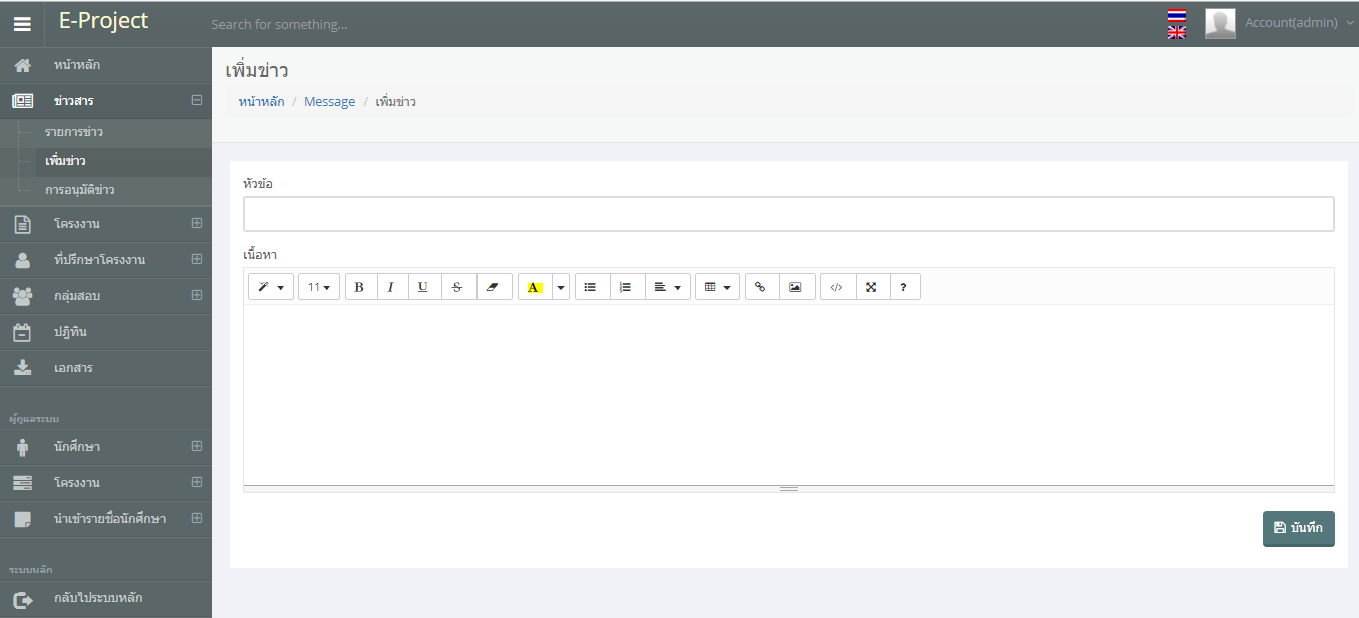 E-Project
Search for something...
Account(admin)
หน้าหลัก
ข่าวสาร
รายการข่าว
เพิ่มข่าว
การอนุมัติข่าว
โครงงาน
ที่ปรึกษาโครงงาน
กลุ่มสอบ
ปฏิทิน
เอกสาร
ผู้ดูแลระบบ
นักศึกษา
โครงงาน
นำเข้ารายชื่อนักศึกษา
ระบบหลัก
กลับไประบบหลัก
เพิ่มข่าว
หน้าหลัก / Message / เพิ่มข่าว
หัวข้อ
เนื้อหา
11 B I U S A </> ?
บันทึก